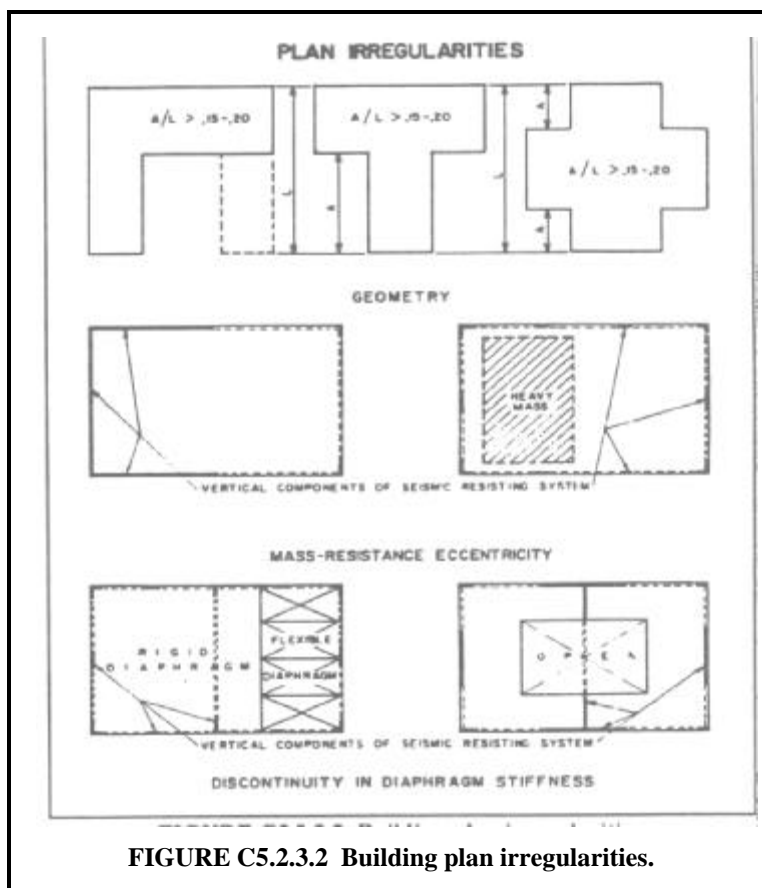 PLAN IRREGULARITIES
A/L > .15-.20
A/L > .15-.20
A/L > .15-.20
L
A
L
A
A
GEOMETRY
HEAVY
MASS
VERTICAL COMPONENTS OF SEISMIC RESISTING SYSTEM
MASS-RESISTANCE ECCENTRICITY
RIGID
DIAPHRAGM
FLEXIBLE
DIAPHRAGM
OPEN
VERTICAL COMPONENTS OF SEISMIC RESISTING SYSTEM
DISCONTINUITY IN DIAPHRAGM STIFFNESS
FIGURE C5.2.3.2 Building plan irregularities.